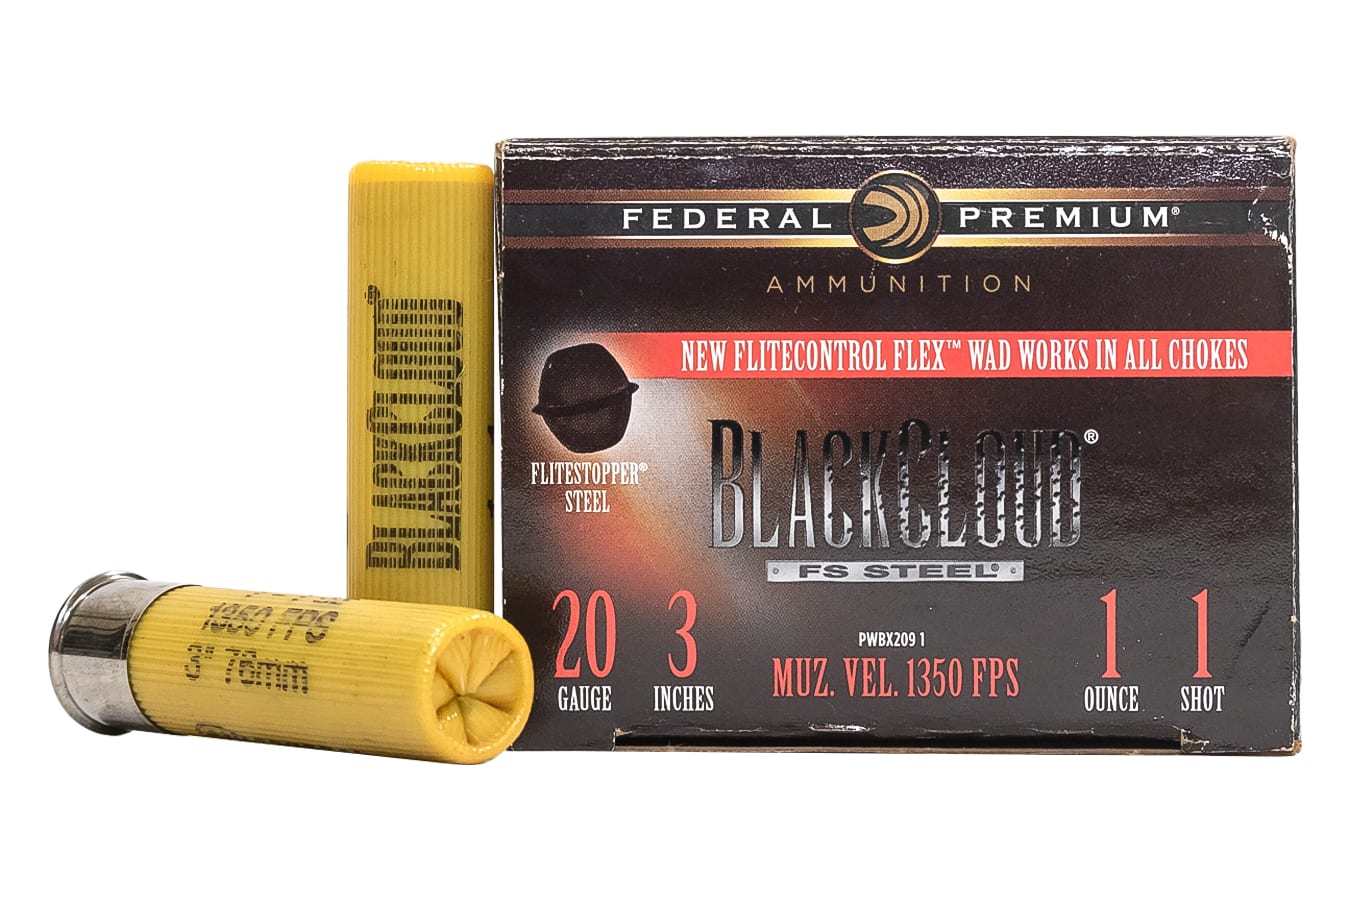 FEDERAL PREMIUM®
AMMUNITION
NEW FLITECONTROL FLEX™ WAD WORKS IN ALL CHOKES
FLITESTOPPER®
STEEL
BLACKCLOUD®
FS STEEL®
20 GAUGE
3 INCHES
PWBX209 1
MUZ. VEL. 1350 FPS
1 OUNCE
1 SHOT
BLACKCLOUD®
1350 FPS
3" 76mm